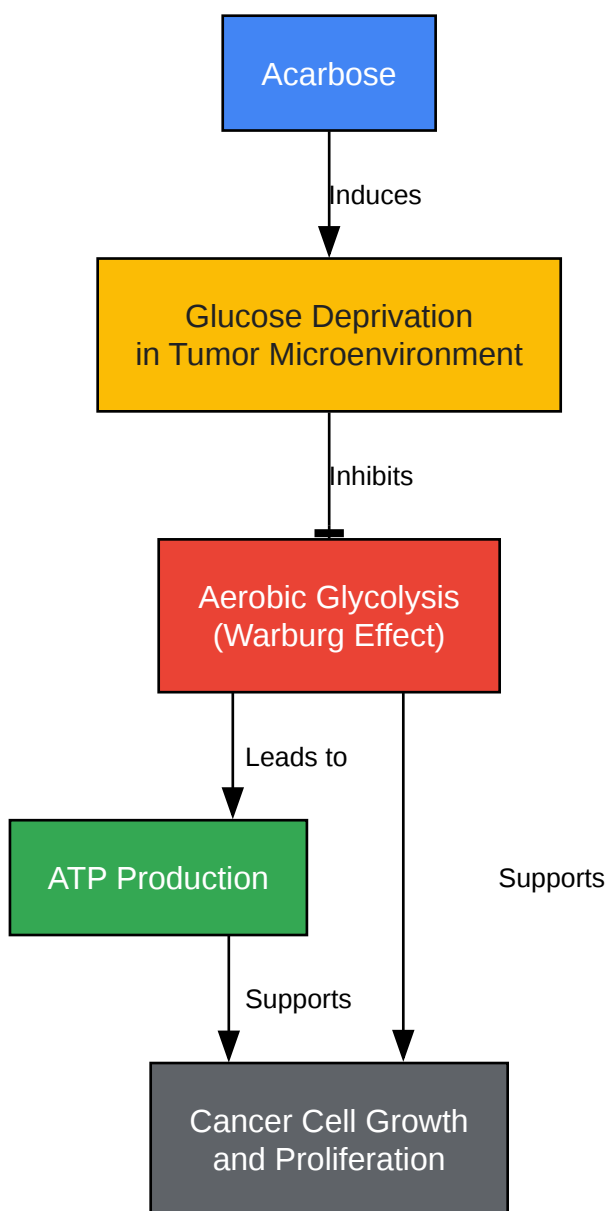 Acarbose
Induces
Glucose Deprivation
in Tumor Microenvironment
Inhibits
Aerobic Glycolysis
(Warburg Effect)
Leads to
ATP Production
Supports
Supports
Cancer Cell Growth
and Proliferation